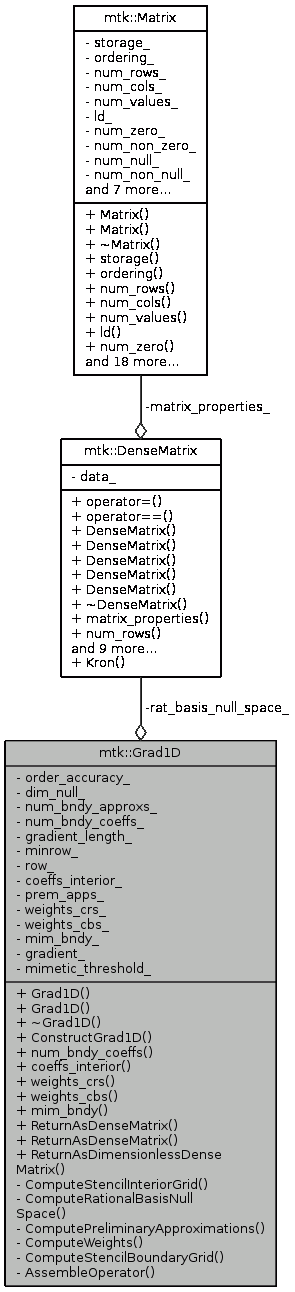 mtk::Matrix
- storage_
- ordering_
- num_rows_
- num_cols_
- num_values_
- ld_
- num_zero_
- num_non_zero_
- num_null_
- num_non_null_
and 7 more...
+ Matrix()
+ Matrix()
+ ~Matrix()
+ storage()
+ ordering()
+ num_rows()
+ num_cols()
+ num_values()
+ ld()
+ num_zero()
and 18 more...
-matrix_properties_
mtk::DenseMatrix
- data_
+ operator=()
+ operator==()
+ DenseMatrix()
+ DenseMatrix()
+ DenseMatrix()
+ DenseMatrix()
+ DenseMatrix()
+ ~DenseMatrix()
+ matrix_properties()
+ num_rows()
and 9 more...
+ Kron()
-rat_basis_null_space_
mtk::Grad1D
- order_accuracy_
- dim_null_
- num_bndy_approxs_
- num_bndy_coeffs_
- gradient_length_
- minrow_
- row_
- coeffs_interior_
- prem_apps_
- weights_crs_
- weights_cbs_
- mim_bndy_
- gradient_
- mimetic_threshold_
+ Grad1D()
+ Grad1D()
+ ~Grad1D()
+ ConstructGrad1D()
+ num_bndy_coeffs()
+ coeffs_interior()
+ weights_crs()
+ weights_cbs()
+ mim_bndy()
+ ReturnAsDenseMatrix()
+ ReturnAsDenseMatrix()
+ ReturnAsDimensionlessDense
Matrix()
- ComputeStencilInteriorGrid()
- ComputeRationalBasisNull
Space()
- ComputePreliminaryApproximations()
- ComputeWeights()
- ComputeStencilBoundaryGrid()
- AssembleOperator()